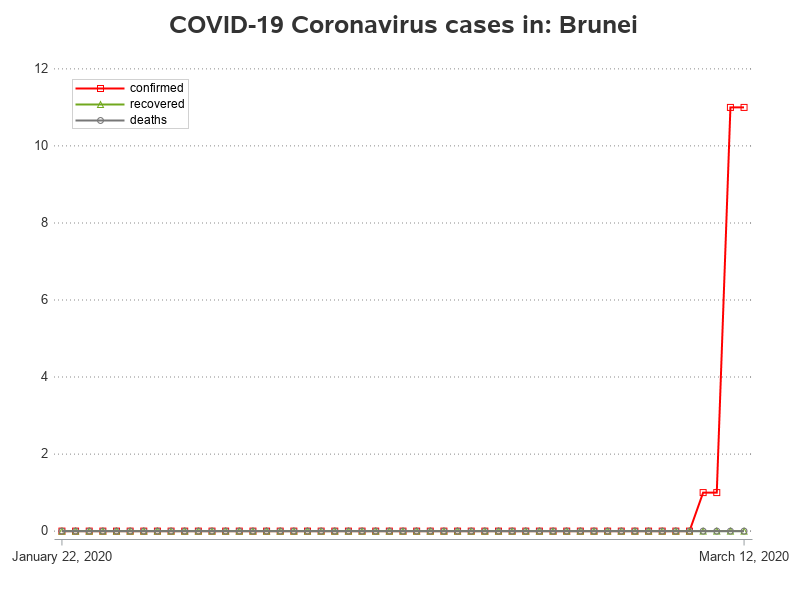 COVID-19 Coronavirus cases in: Brunei
12
confirmed
recovered
deaths
10
8
6
4
2
0
January 22, 2020
March 12, 2020